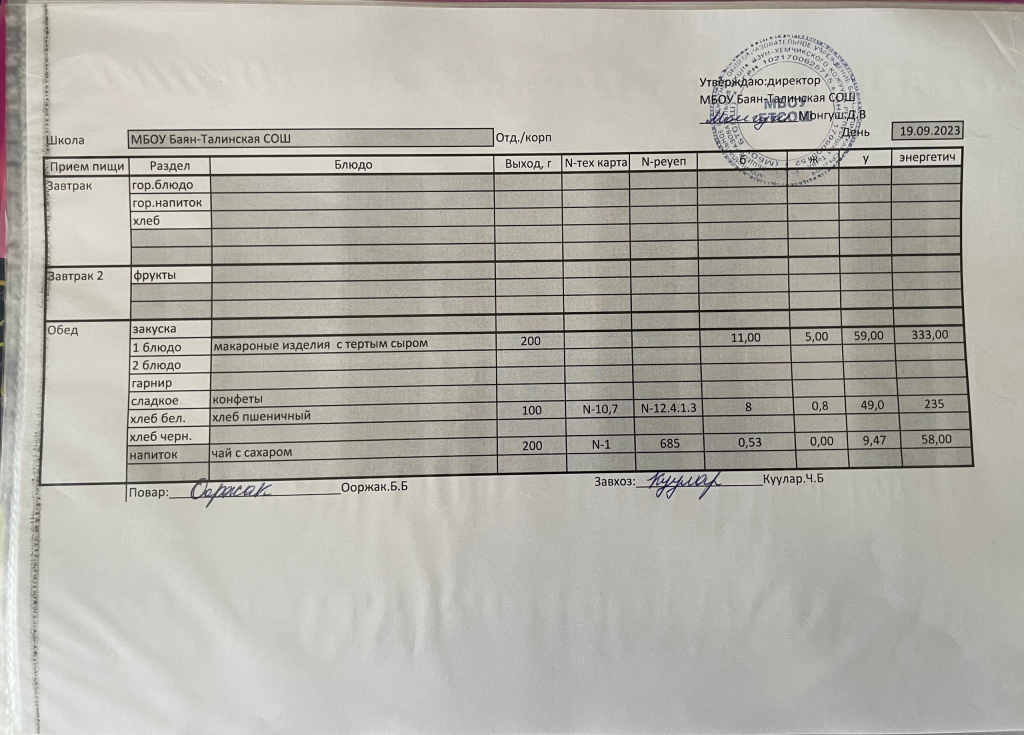 Утверждаю:директор
МБОУ Баян-Талинская СОШ
Монгуш Монгуш.Д.В
Школа МБОУ Баян-Талинская СОШ Отд./корп День 19.09.2023
Прием пищи Раздел Блюдо Выход, г N-тех карта N-реуеп б ж у энергетич
Завтрак гор.блюдо
гор.напиток
хлеб
Завтрак 2 фрукты
Обед закуска
1 блюдо макароные изделия с тертым сыром 200 11,00 5,00 59,00 333,00
2 блюдо
гарнир
сладкое конфеты
хлеб бел. хлеб пшеничный 100 N-10,7 N-12.4.1.3 8 0,8 49,0 235
хлеб черн.
напиток чай с сахаром 200 N-1 685 0,53 0,00 9,47 58,00
Повар: Ооржак Ооржак.Б.Б Завхоз: Куулар Куулар.Ч.Б
МБОУ
БТСОШ